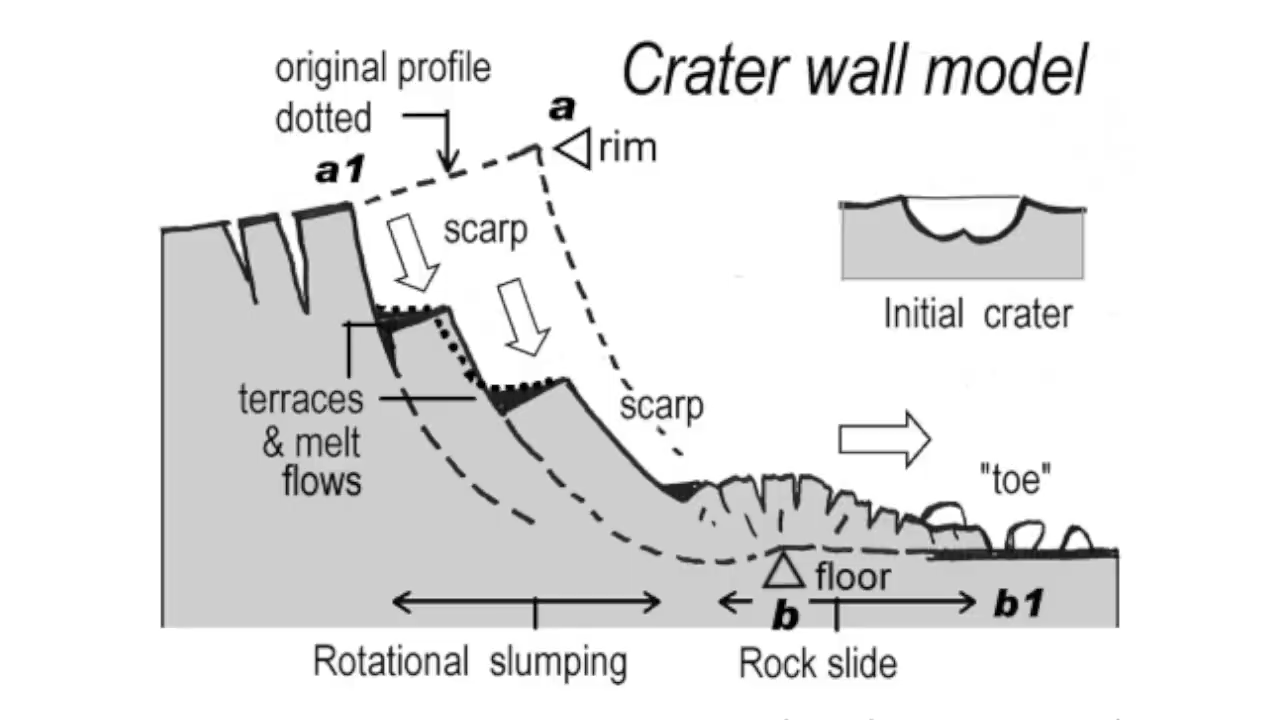 Crater wall model
original profile
dotted
a
rim
a1
scarp
Initial crater
scarp
terraces
& melt
flows
"toe"
floor
b
b1
Rotational slumping
Rock slide